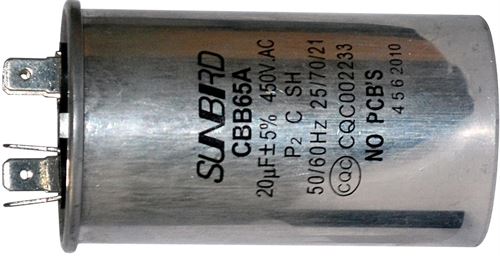 SUNBIRD
CBB65A
20µF±5% 450V.AC
P2 C SH
50/60Hz 25/70/21
CQC CQC002233
NO PCB'S
4 5 6 2010